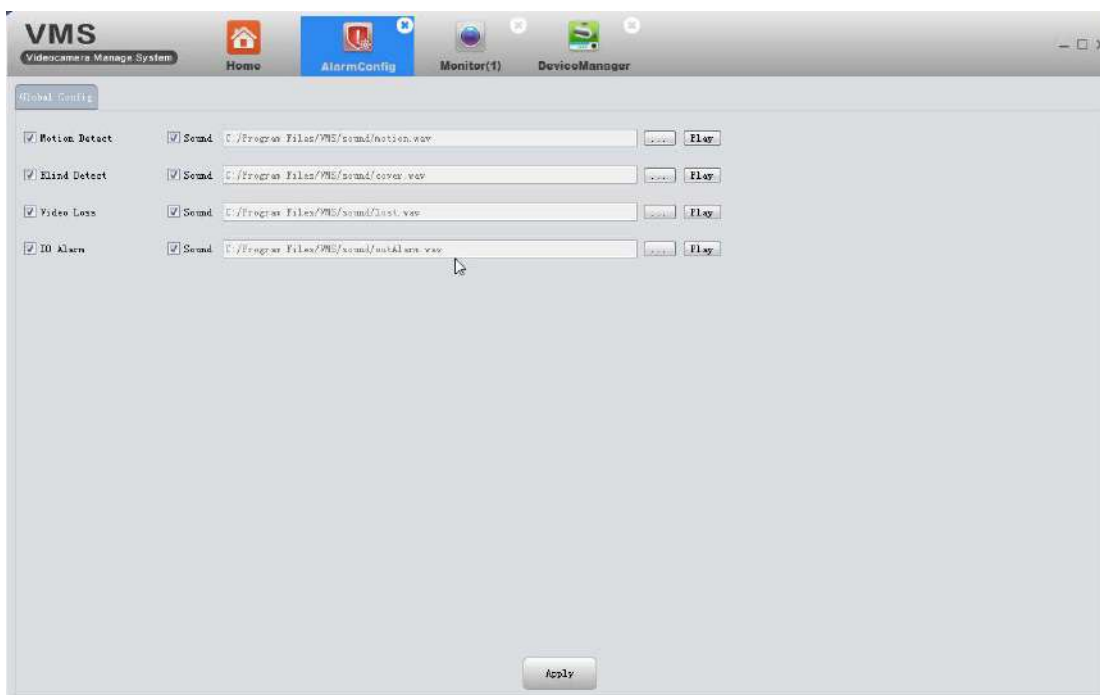 VMS
Videocamera Manage System
Home
AlarmConfig
Monitor(1)
DeviceManager
Global Config
Motion Detect Sound C:/Program Files/VMS/sound/motion.wav ... Play
Blind Detect Sound C:/Program Files/VMS/sound/cover.wav ... Play
Video Loss Sound C:/Program Files/VMS/sound/lost.wav ... Play
IO Alarm Sound C:/Program Files/VMS/sound/outAlarm.wav ... Play
Apply